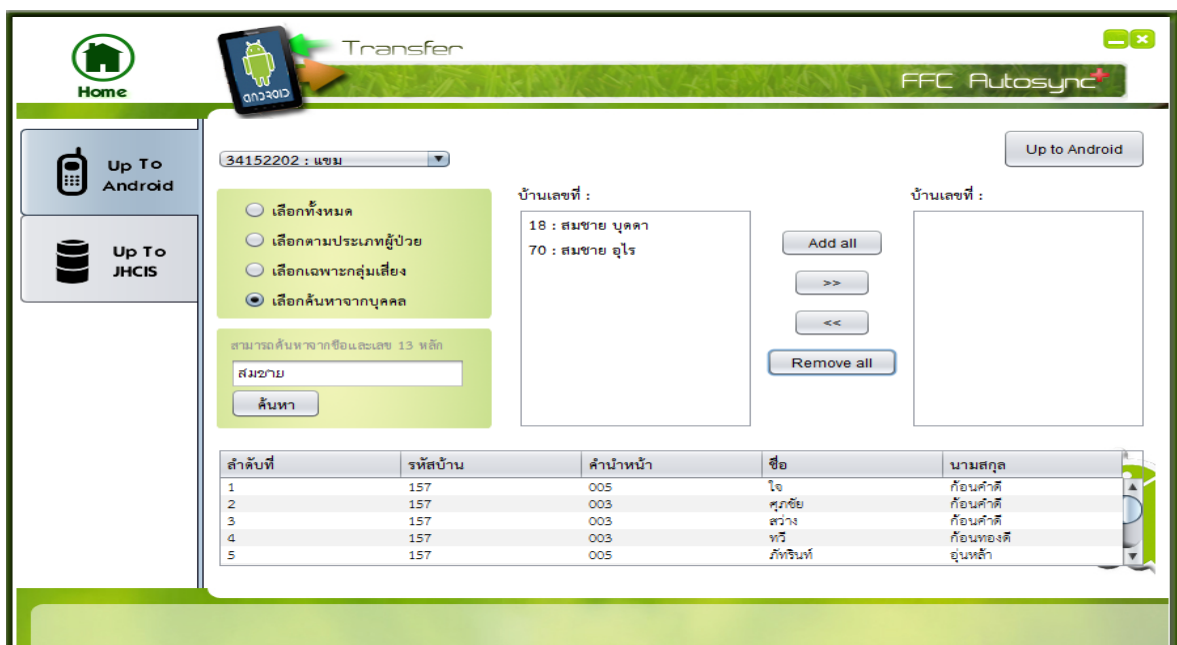 Transfer
Home
android
FFC Autosync+
Up To
Android
34152202 : แขม
Up to Android
เลือกทั้งหมด
เลือกตามประเภทผู้ป่วย
เลือกเฉพาะกลุ่มเสี่ยง
เลือกค้นหาจากบุคคล
บ้านเลขที่ :
18 : สมชาย บุดดา
70 : สมชาย อุไร
Add all
>>
<<
Remove all
บ้านเลขที่ :
Up To
JHCIS
สามารถค้นหาจากชื่อและเลข 13 หลัก
สมชาย
ค้นหา
ลำดับที่ รหัสบ้าน คำนำหน้า ชื่อ นามสกุล
1 157 005 ใจ ก้อนคำดี
2 157 003 ศุภชัย ก้อนคำดี
3 157 003 สว่าง ก้อนคำดี
4 157 003 ทวี ก้อนทองดี
5 157 005 ภัทรินท์ อุ่นหล้า